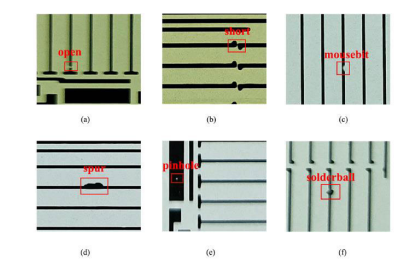 open
short
mousebit
(a)
(b)
(c)
spur
pinhole
solderball
(d)
(e)
(f)